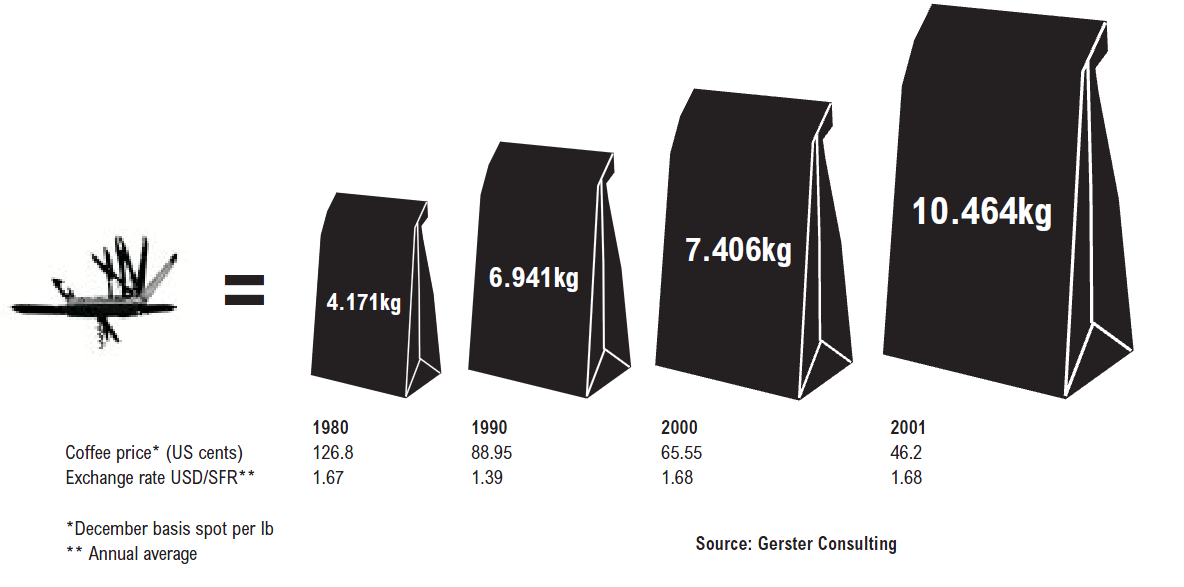 =
4.171kg
6.941kg
7.406kg
10.464kg
1980 1990 2000 2001
Coffee price* (US cents) 126.8 88.95 65.55 46.2
Exchange rate USD/SFR** 1.67 1.39 1.68 1.68
*December basis spot per lb
** Annual average
Source: Gerster Consulting